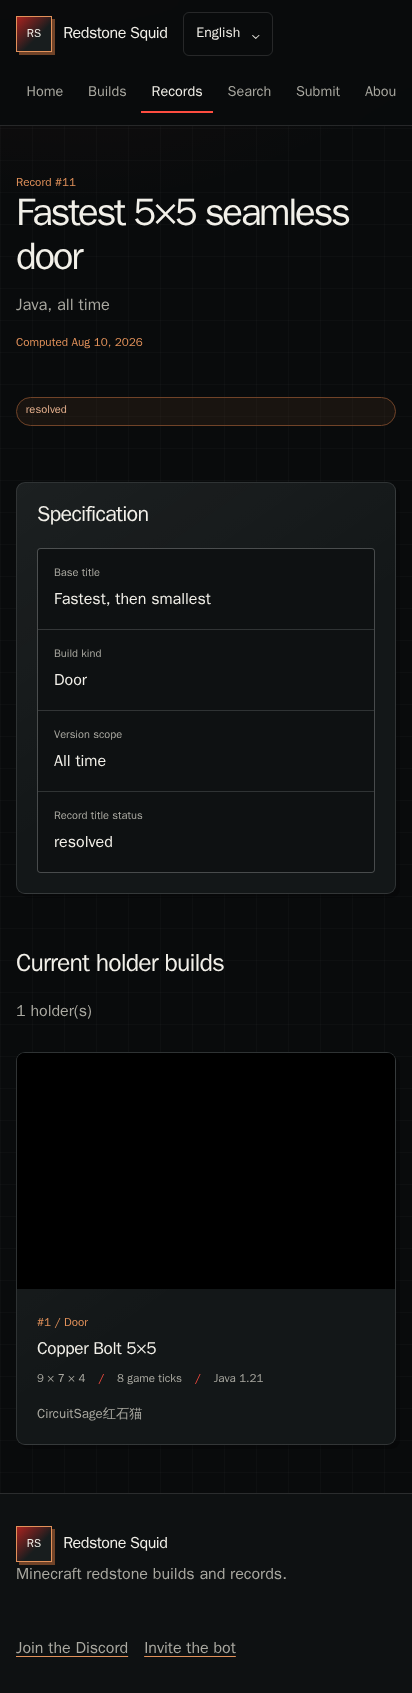 RS
Redstone Squid
English
Home
Builds
Records
Search
Submit
Abou
Record #11
Fastest 5×5 seamless
door
Java, all time
Computed Aug 10, 2026
resolved
Specification
Base title
Fastest, then smallest
Build kind
Door
Version scope
All time
Record title status
resolved
Current holder builds
1 holder(s)
#1 / Door
Copper Bolt 5×5
9 × 7 × 4 / 8 game ticks / Java 1.21
CircuitSage红石猫
RS
Redstone Squid
Minecraft redstone builds and records.
Join the Discord Invite the bot